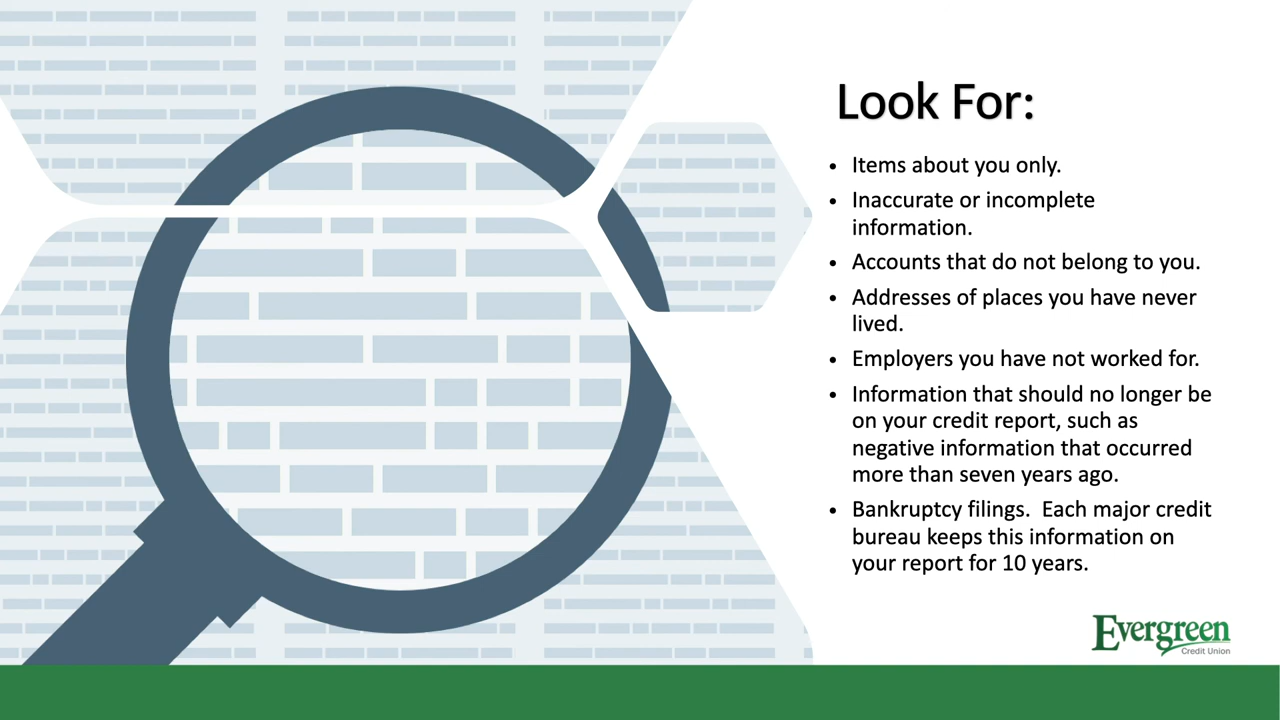 Look For:
• Items about you only.
• Inaccurate or incomplete
information.
• Accounts that do not belong to you.
• Addresses of places you have never
lived.
• Employers you have not worked for.
• Information that should no longer be
on your credit report, such as
negative information that occurred
more than seven years ago.
• Bankruptcy filings.  Each major credit
bureau keeps this information on
your report for 10 years.
Evergreen
Credit Union